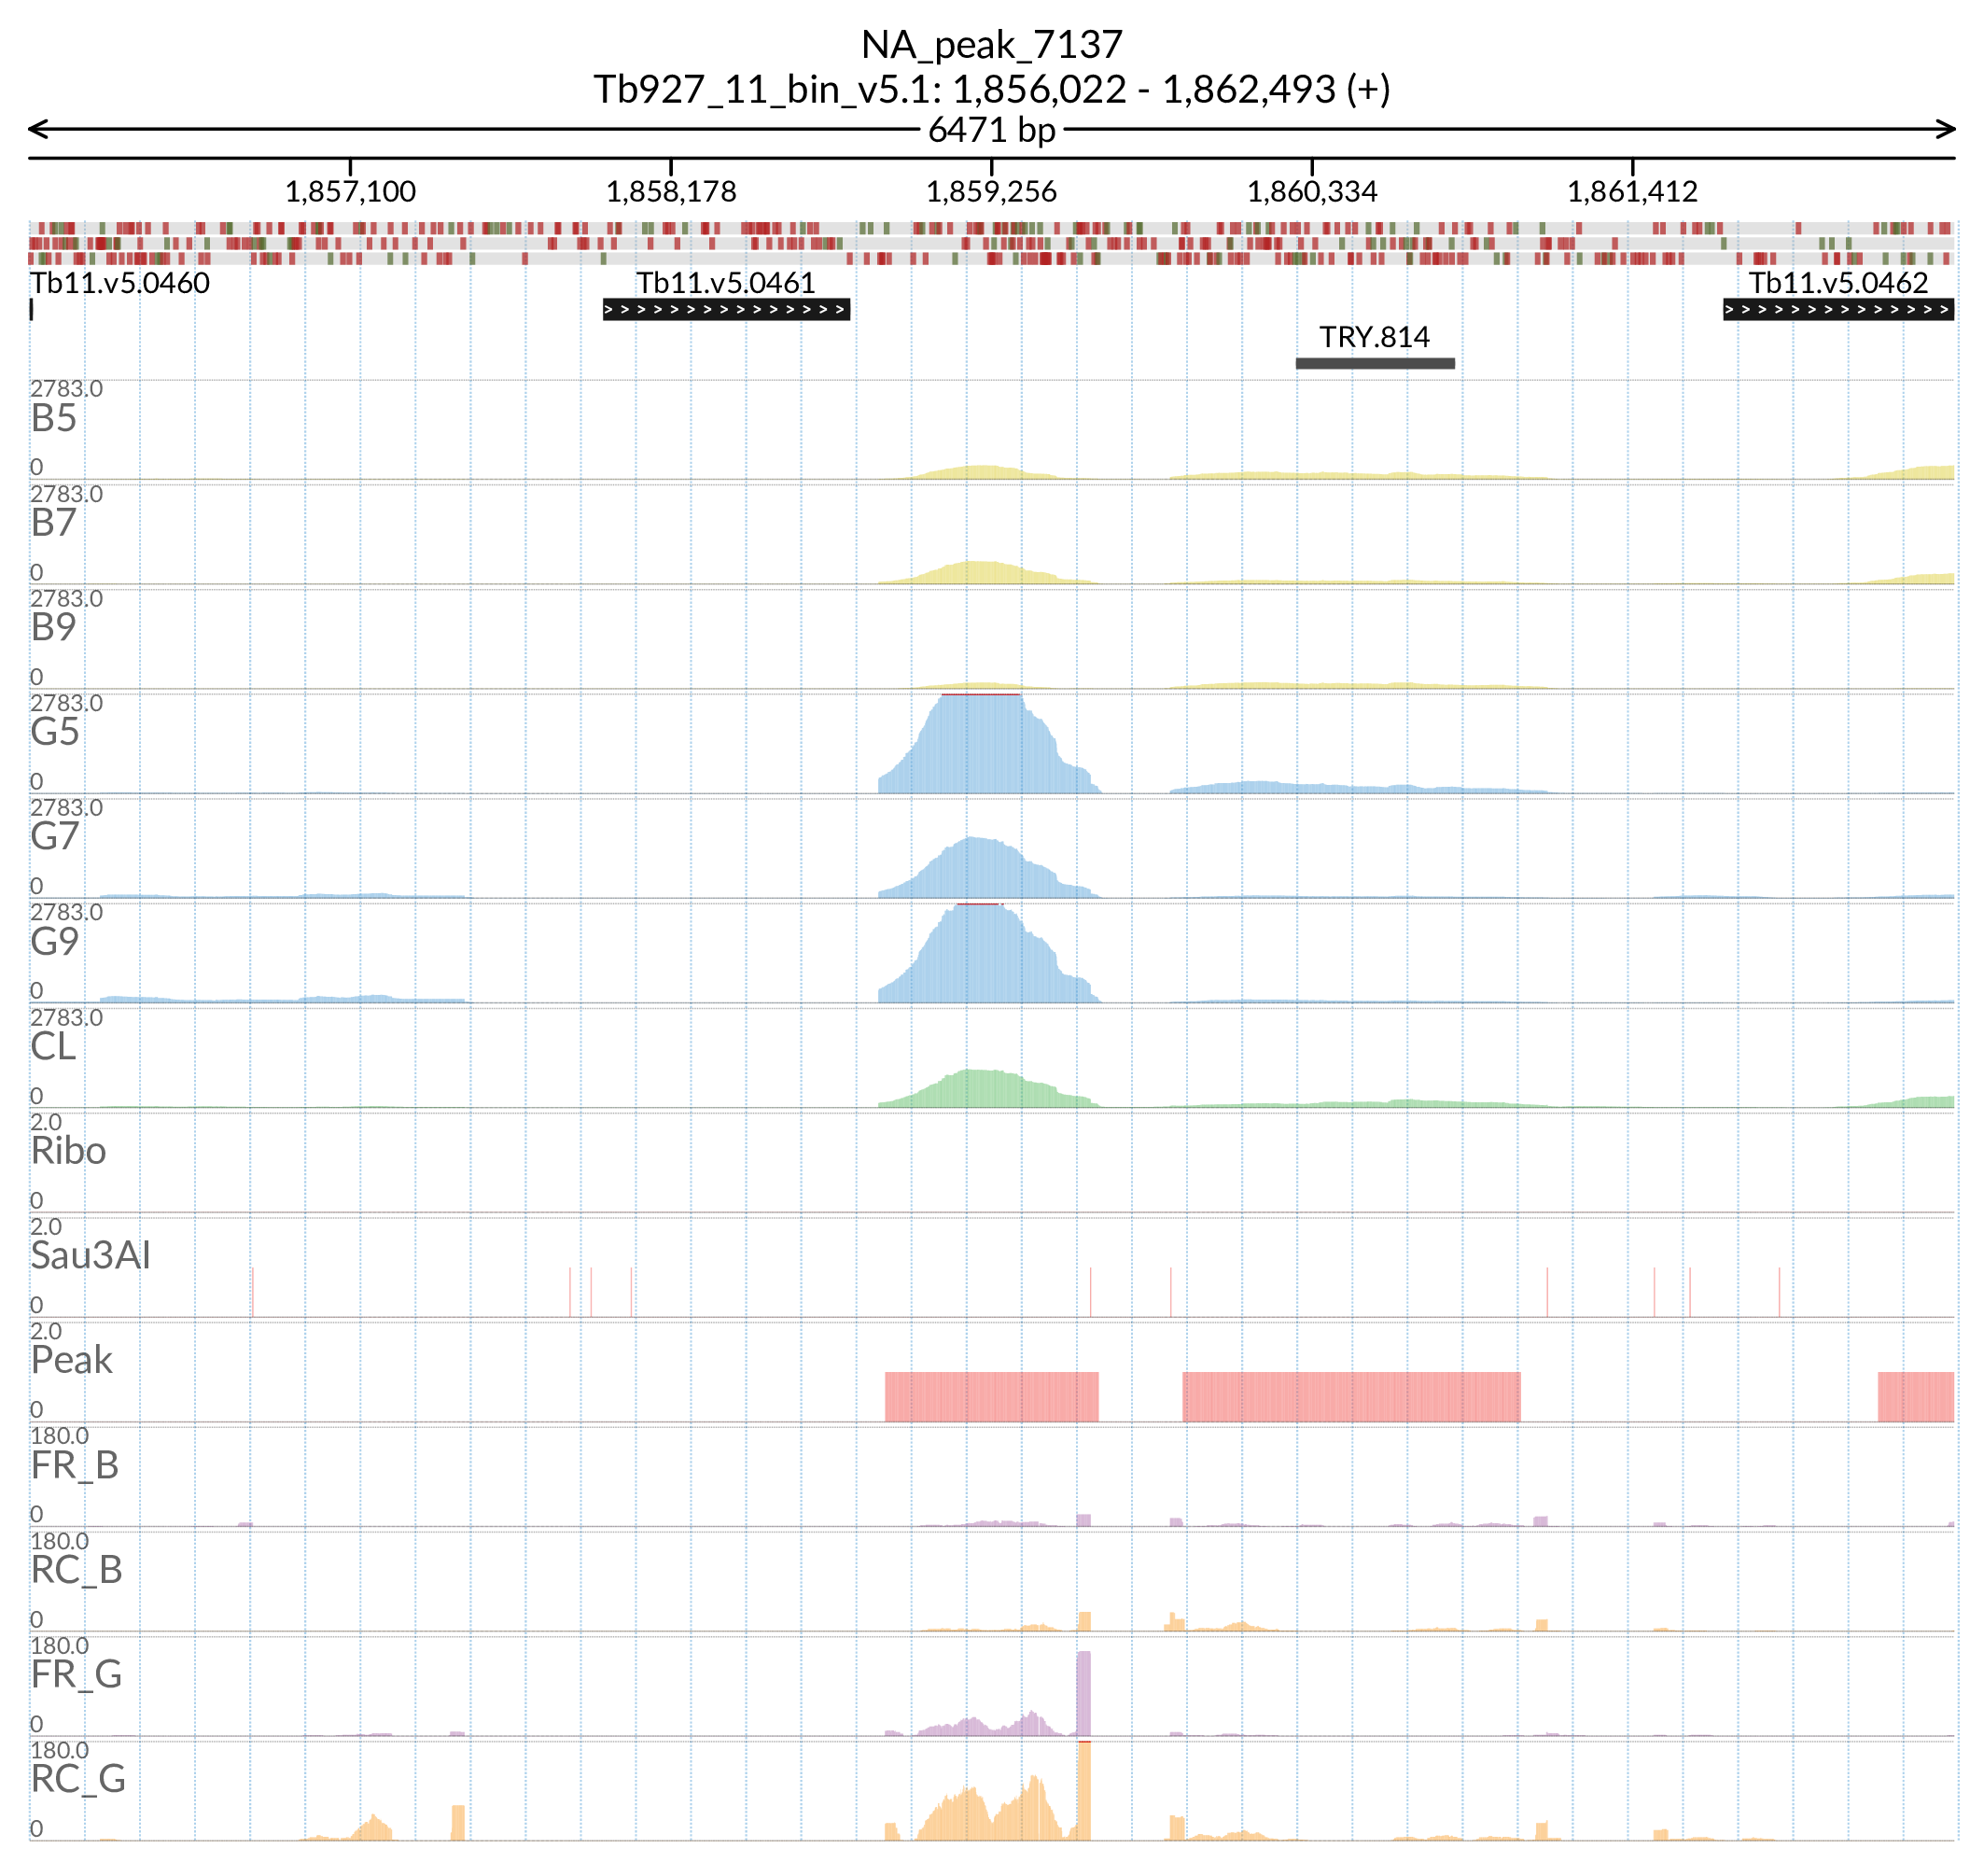 NA_peak_7137
Tb927_11_bin_v5.1: 1,856,022 - 1,862,493 (+)
6471 bp
1,857,100 1,858,178 1,859,256 1,860,334 1,861,412
Tb11.v5.0460 Tb11.v5.0461 Tb11.v5.0462
TRY.814
2783.0
B5
0
2783.0
B7
0
2783.0
B9
0
2783.0
G5
0
2783.0
G7
0
2783.0
G9
0
2783.0
CL
0
2.0
Ribo
0
2.0
Sau3AI
0
2.0
Peak
0
180.0
FR_B
0
180.0
RC_B
0
180.0
FR_G
0
180.0
RC_G
0